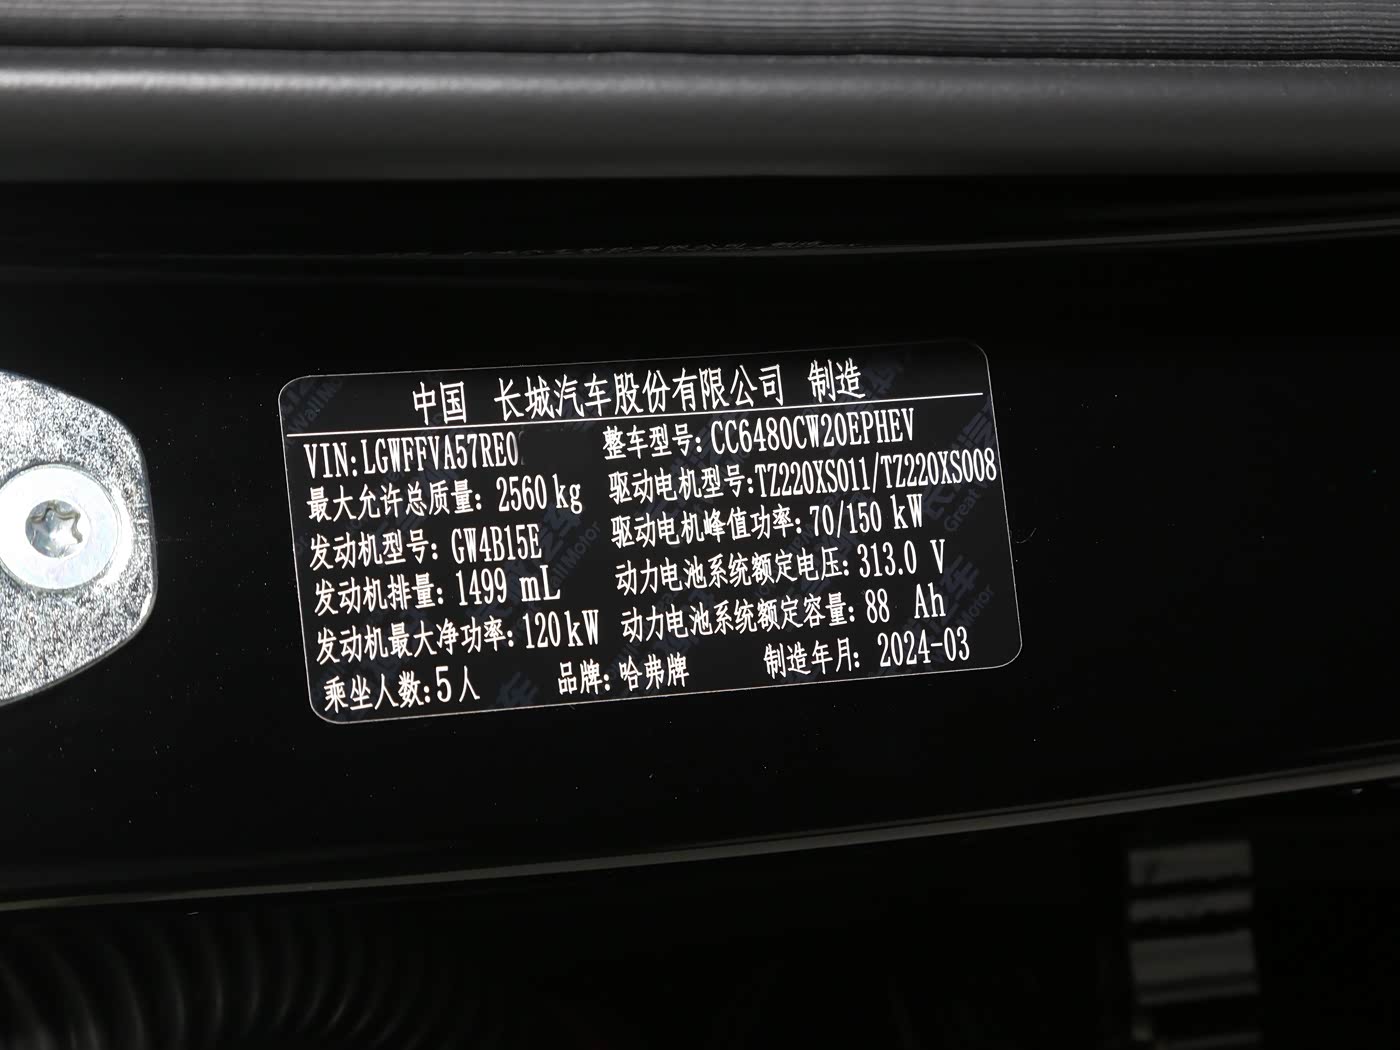 中国 长城汽车股份有限公司 制造
VIN:LGWFFVA57RE0 整车型号:CC6480CW20EPHEV
最大允许总质量: 2560kg 驱动电机型号:TZ220XS011/TZ220XS008
发动机型号: GW4B15E 驱动电机峰值功率: 70/150 kW
发动机排量: 1499 mL 动力电池系统额定电压: 313.0 V
发动机最大净功率: 120kW 动力电池系统额定容量: 88 Ah
乘坐人数:5人 品牌: 哈弗牌 制造年月: 2024-03